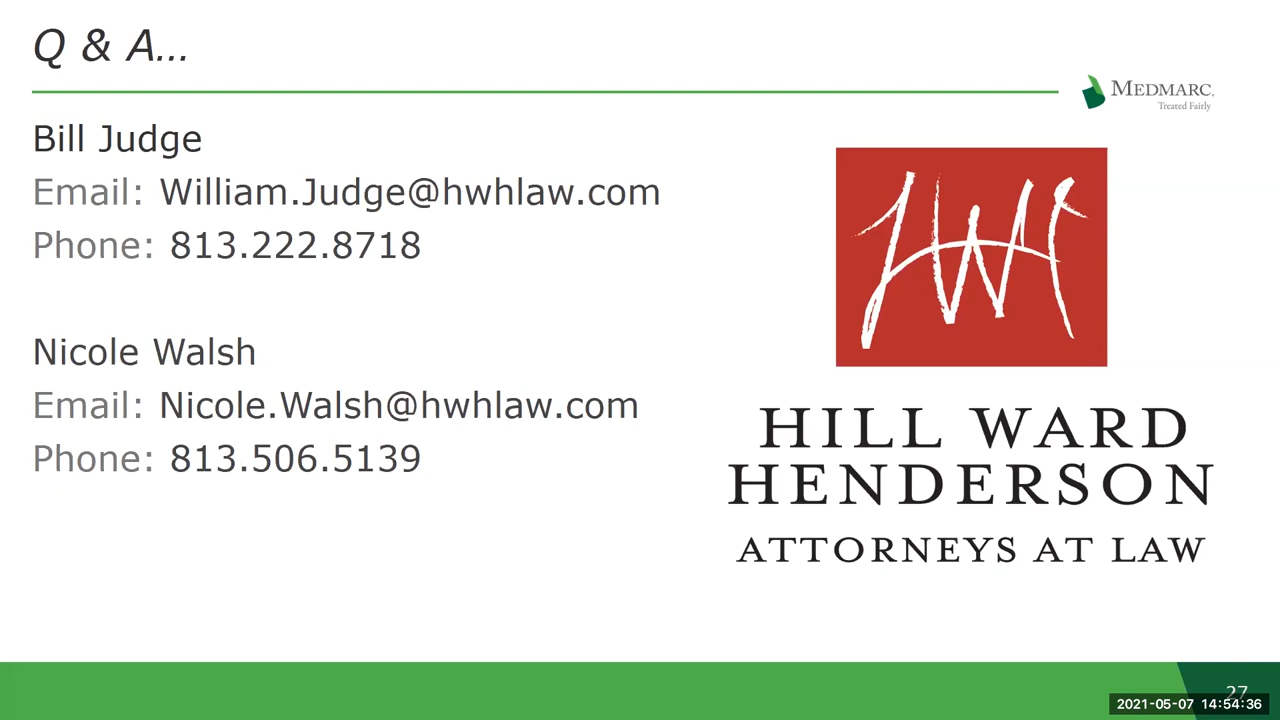 Q & A...
MEDMARC.
Treated Fairly
Bill Judge
Email: William.Judge@hwhlaw.com
Phone: 813.222.8718
Nicole Walsh
Email: Nicole.Walsh@hwhlaw.com
Phone: 813.506.5139
HWH
HILL WARD
HENDERSON
ATTORNEYS AT LAW
27
2021-05-07 14:54:36